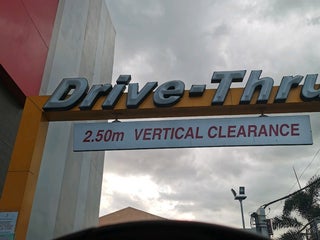 Drive-Thru
2.50m VERTICAL CLEARANCE